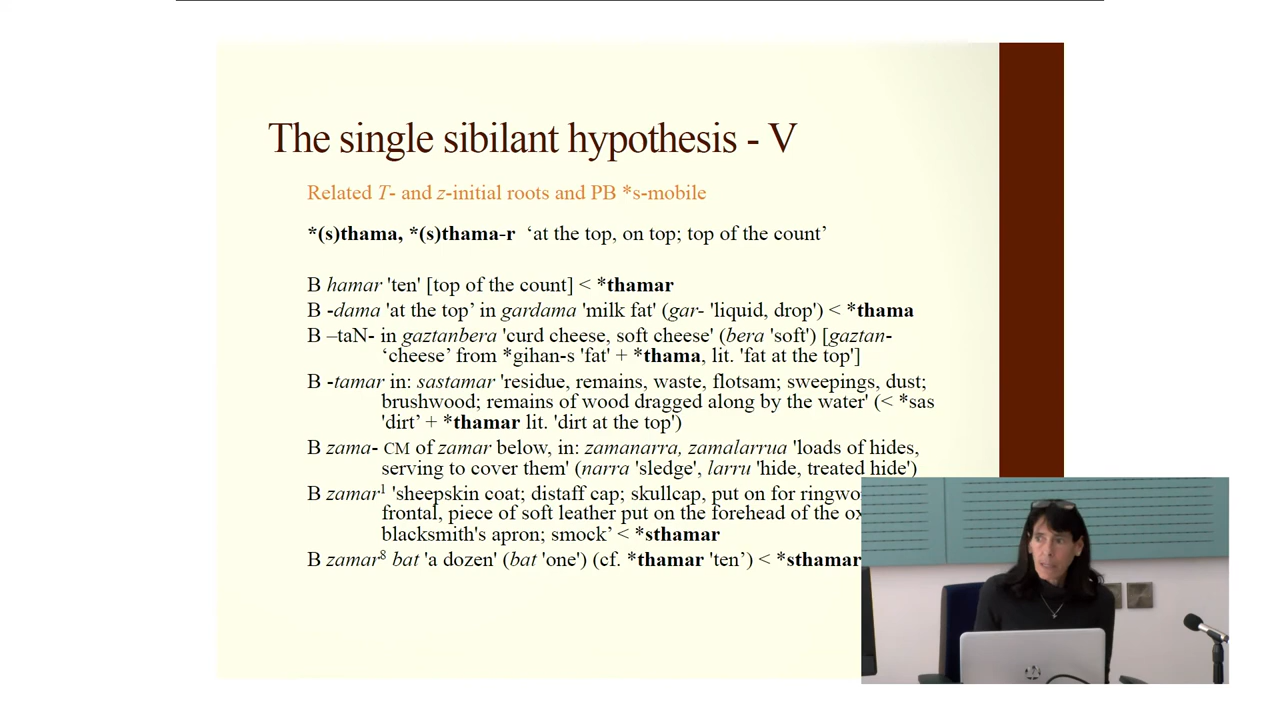 The single sibilant hypothesis - V
Related T- and z-initial roots and PB *s-mobile
*(s)thama, *(s)thama-r ‘at the top, on top; top of the count’
B hamar 'ten' [top of the count] < *thamar
B -dama 'at the top’ in gardama 'milk fat' (gar- 'liquid, drop') < *thama
B –taN- in gaztanbera 'curd cheese, soft cheese' (bera 'soft') [gaztan-
‘cheese’ from *gihan-s 'fat' + *thama, lit. 'fat at the top']
B -tamar in: sastamar 'residue, remains, waste, flotsam; sweepings, dust;
brushwood; remains of wood dragged along by the water' (< *sas
'dirt’ + *thamar lit. 'dirt at the top')
B zama- CM of zamar below, in: zamanarra, zamalarrua 'loads of hides,
serving to cover them' (narra 'sledge', larru 'hide, treated hide')
B zamar¹ 'sheepskin coat; distaff cap; skullcap, put on for ringwo
frontal, piece of soft leather put on the forehead of the ox
blacksmith's apron; smock’ < *sthamar
B zamar⁸ bat 'a dozen' (bat 'one') (cf. *thamar 'ten’) < *sthamar